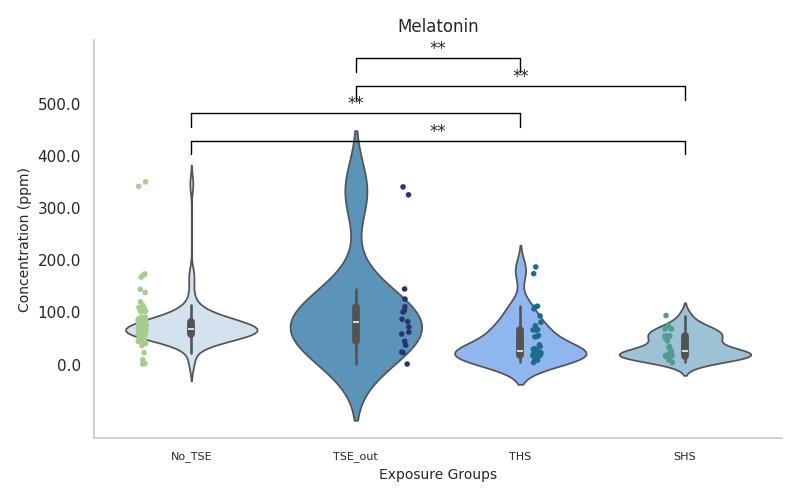 Melatonin
**
**
**
**
500.0
400.0
300.0
200.0
100.0
0.0
Concentration (ppm)
No_TSE
TSE_out
THS
SHS
Exposure Groups